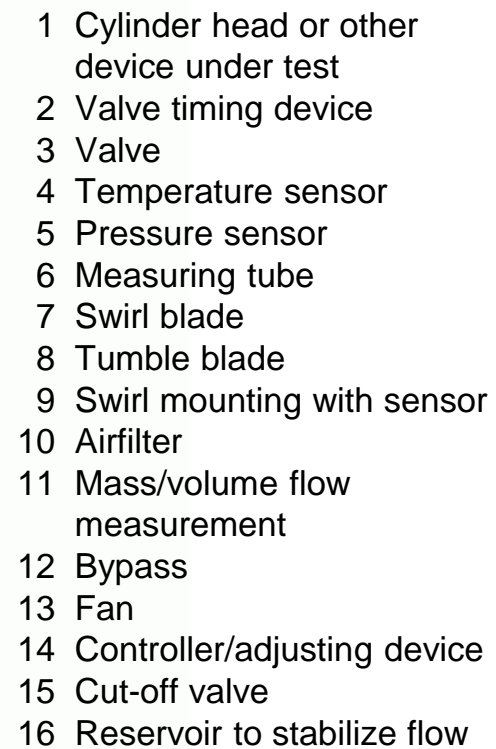 1 Cylinder head or other
device under test
2 Valve timing device
3 Valve
4 Temperature sensor
5 Pressure sensor
6 Measuring tube
7 Swirl blade
8 Tumble blade
9 Swirl mounting with sensor
10 Airfilter
11 Mass/volume flow
measurement
12 Bypass
13 Fan
14 Controller/adjusting device
15 Cut-off valve
16 Reservoir to stabilize flow